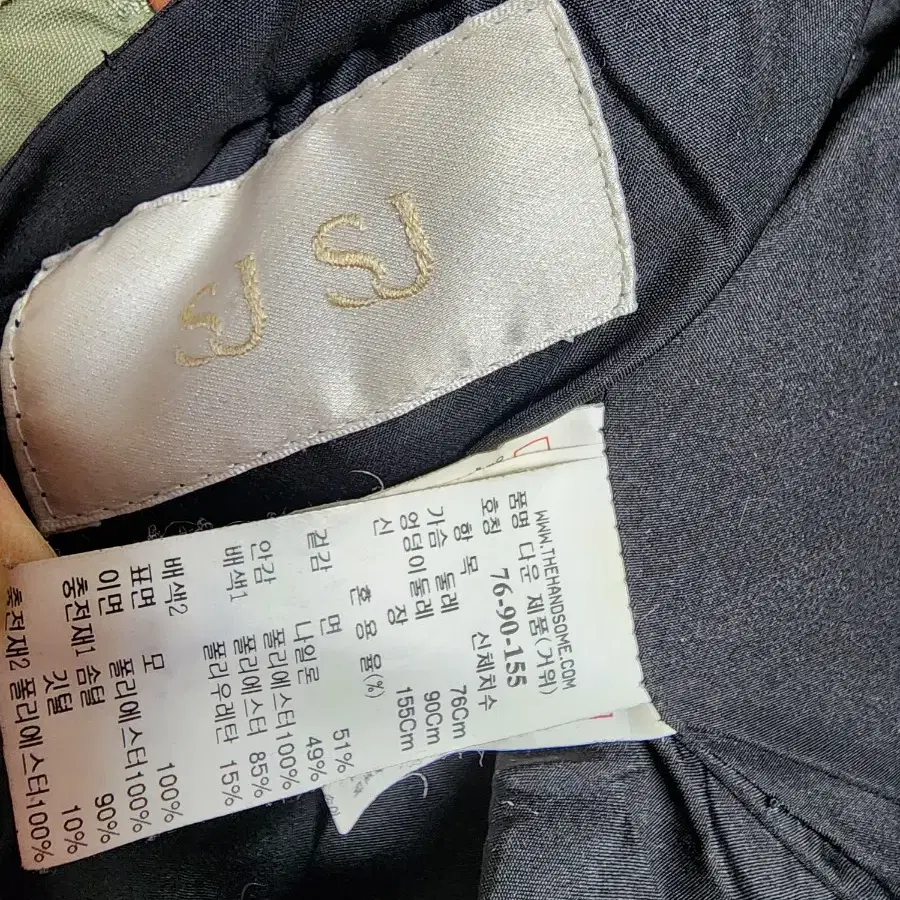 SJ SJ
WWW.THEHANDSOME.COM
품명 다운 제품(거위)
호칭 76-90-155
항 목 신체치수
가슴 둘레 76Cm
엉덩이둘레 90Cm
신 장 155Cm
혼 용 율(%)
겉감 면 51%
나일론 49%
안감 폴리에스터100%
배색1 폴리에스터 85%
폴리우레탄 15%
배색2 모 100%
표면
이면 폴리에스터100%
충전재1 솜털 90%
깃털 10%
충전재2 폴리에스터100%